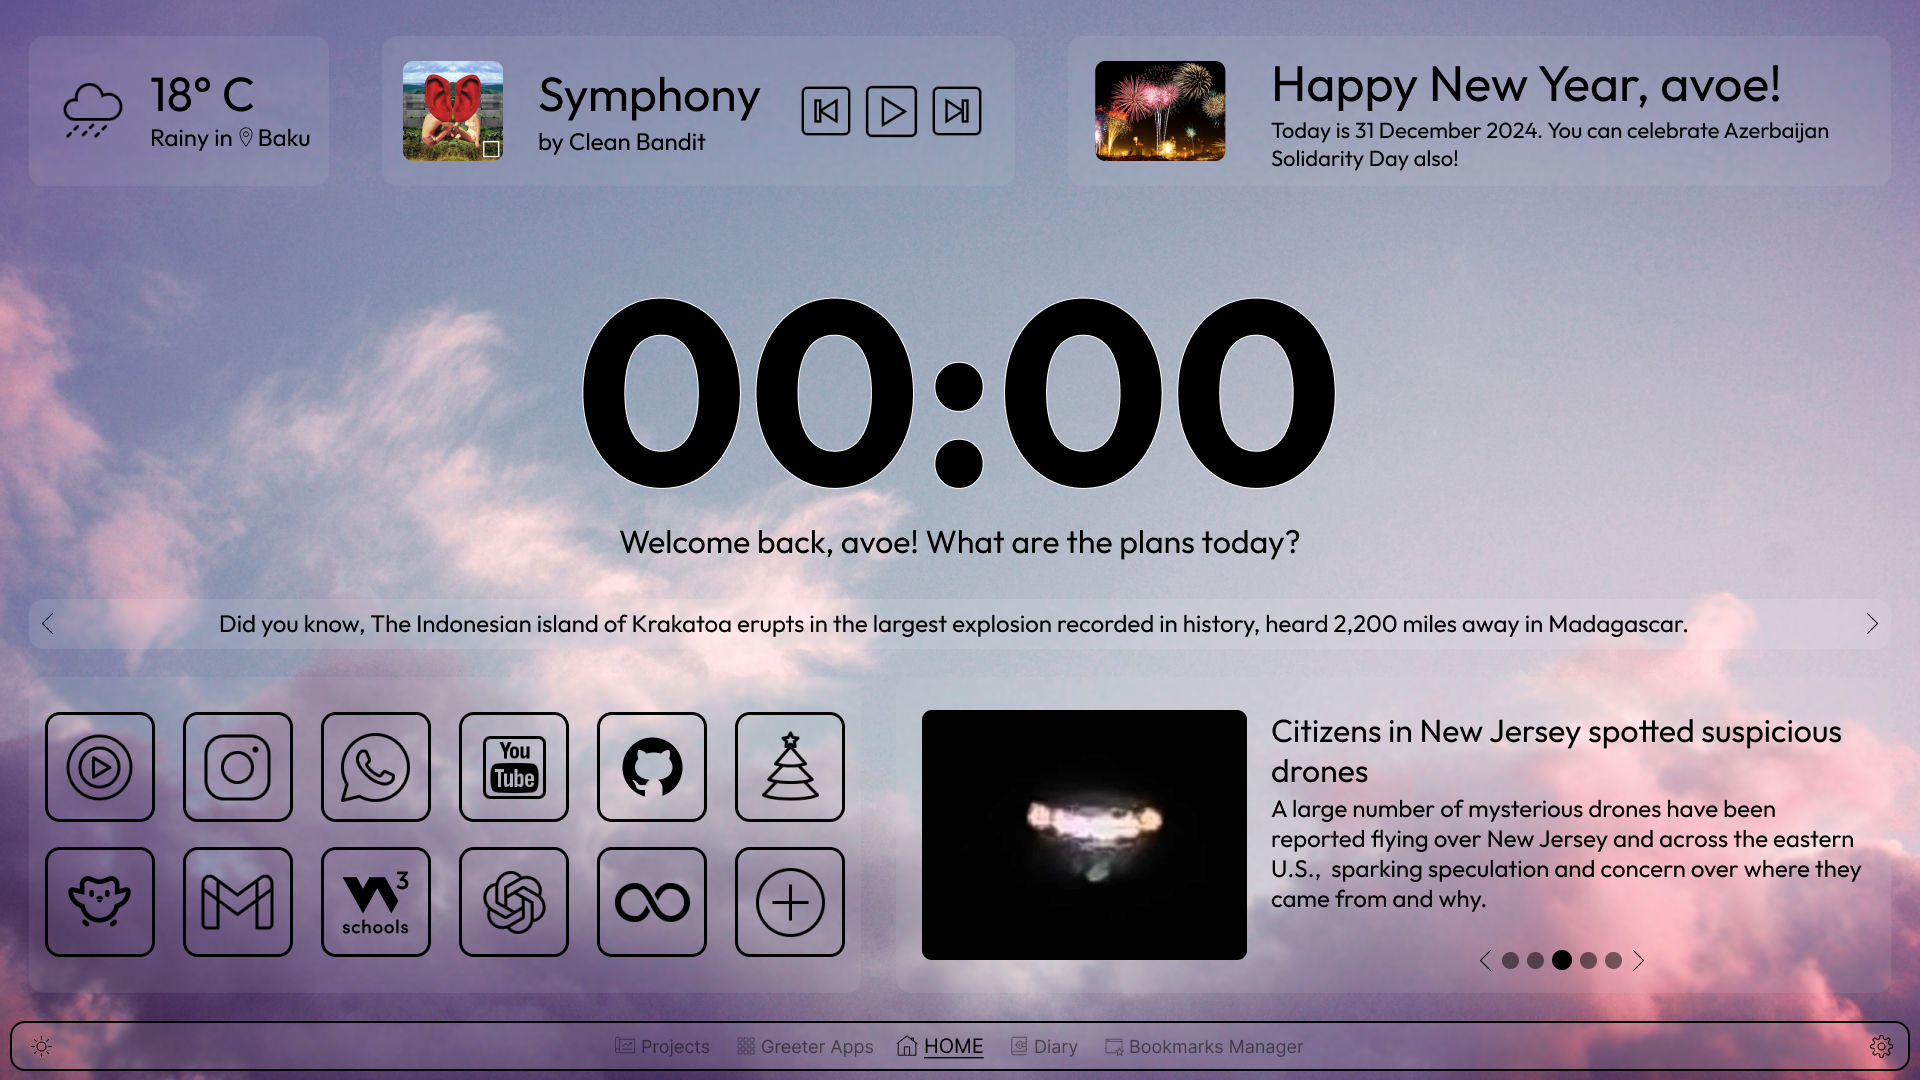 18° C
Rainy in Baku
Symphony
by Clean Bandit
Happy New Year, avoe!
Today is 31 December 2024. You can celebrate Azerbaijan
Solidarity Day also!
00:00
Welcome back, avoe! What are the plans today?
Did you know, The Indonesian island of Krakatoa erupts in the largest explosion recorded in history, heard 2,200 miles away in Madagascar.
You
Tube
3
schools
Citizens in New Jersey spotted suspicious
drones
A large number of mysterious drones have been
reported flying over New Jersey and across the eastern
U.S.,  sparking speculation and concern over where they
came from and why.
Projects
Greeter Apps
HOME
Diary
Bookmarks Manager